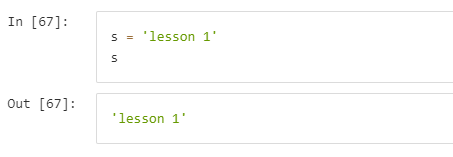 In [67]:
s = 'lesson 1'
s
Out [67]:
'lesson 1'